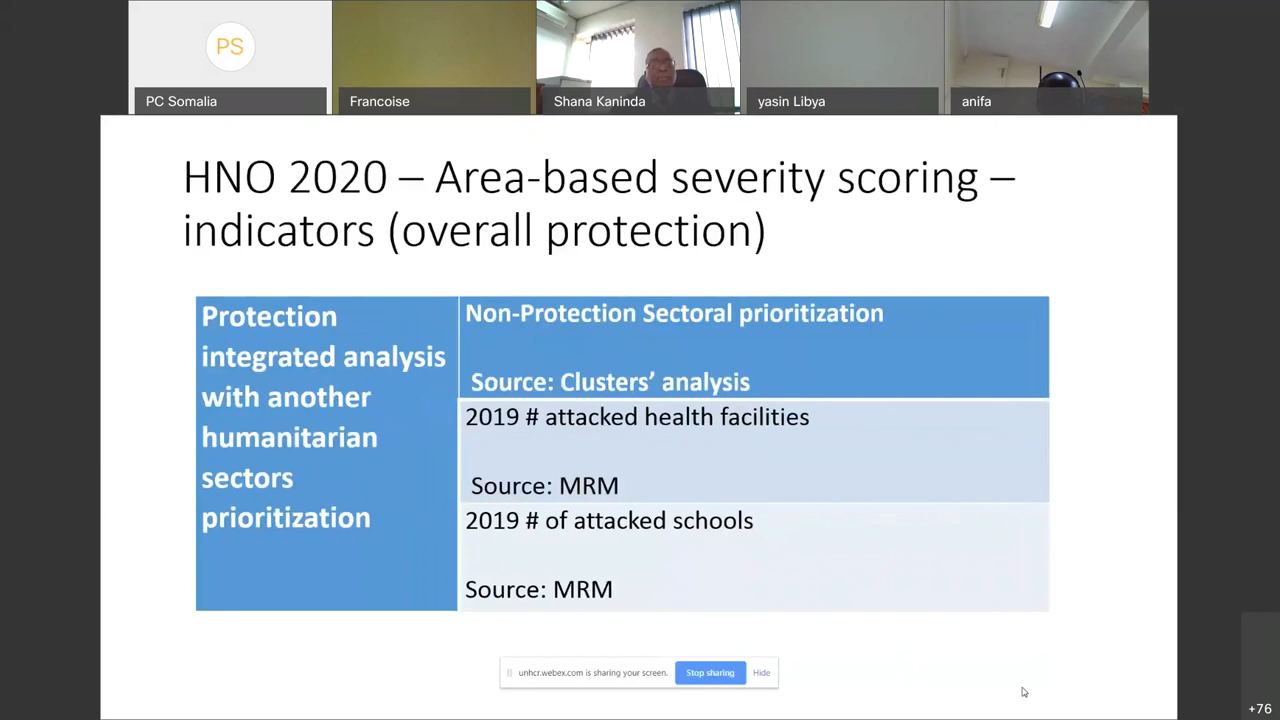 PS
PC Somalia
Francoise
Shana Kaninda
yasin Libya
anifa
HNO 2020 – Area-based severity scoring –
indicators (overall protection)
Protection
integrated analysis
with another
humanitarian
sectors
prioritization
Non-Protection Sectoral prioritization
Source: Clusters’ analysis
2019 # attacked health facilities
Source: MRM
2019 # of attacked schools
Source: MRM
unhcr.webex.com is sharing your screen.
Stop sharing
Hide
+76